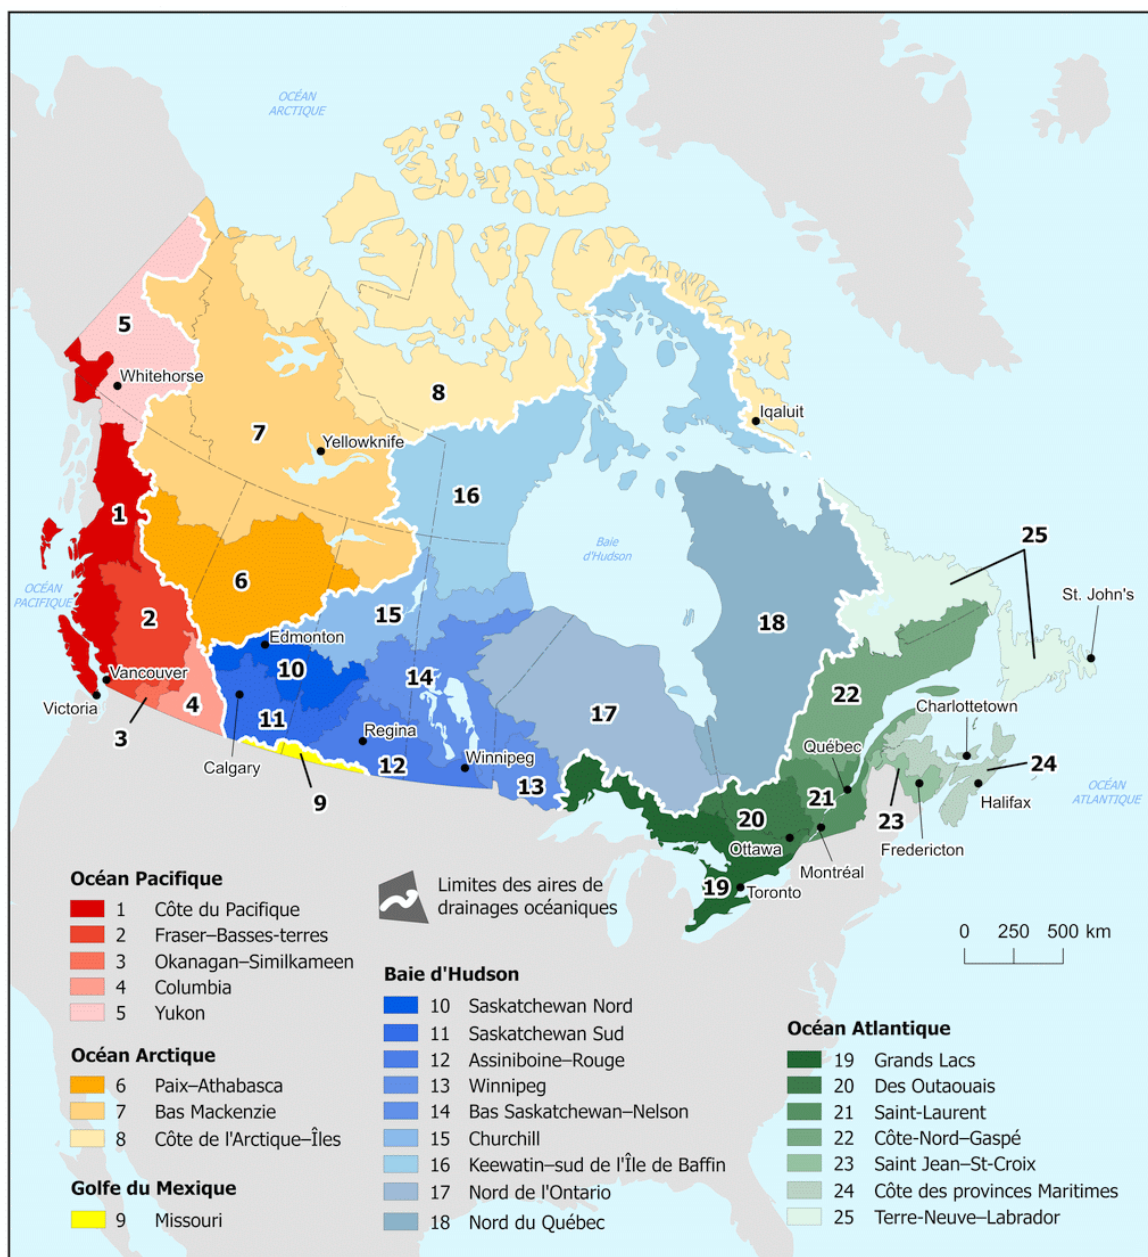 OCÉAN
ARCTIQUE
5
Whitehorse
8
Iqaluit
7
Yellowknife
16
1
25
Baie
d'Hudson
OCÉAN
PACIFIQUE
6
St. John's
15
2
18
Edmonton
10
14
Vancouver
22
4
Victoria
Charlottetown
11
17
3
Regina
Québec
Calgary
12
Winnipeg
24
13
21
OCÉAN
ATLANTIQUE
9
Halifax
20
23
Ottawa
Fredericton
Montréal
19
Toronto
Océan Pacifique
1 Côte du Pacifique
2 Fraser–Basses-terres
3 Okanagan–Similkameen
4 Columbia
5 Yukon
Océan Arctique
6 Paix–Athabasca
7 Bas Mackenzie
8 Côte de l'Arctique–Îles
Golfe du Mexique
9 Missouri
Limites des aires de
drainages océaniques
Baie d'Hudson
10 Saskatchewan Nord
11 Saskatchewan Sud
12 Assiniboine–Rouge
13 Winnipeg
14 Bas Saskatchewan–Nelson
15 Churchill
16 Keewatin–sud de l'Île de Baffin
17 Nord de l'Ontario
18 Nord du Québec
0 250 500 km
Océan Atlantique
19 Grands Lacs
20 Des Outaouais
21 Saint-Laurent
22 Côte-Nord–Gaspé
23 Saint Jean–St-Croix
24 Côte des provinces Maritimes
25 Terre-Neuve–Labrador